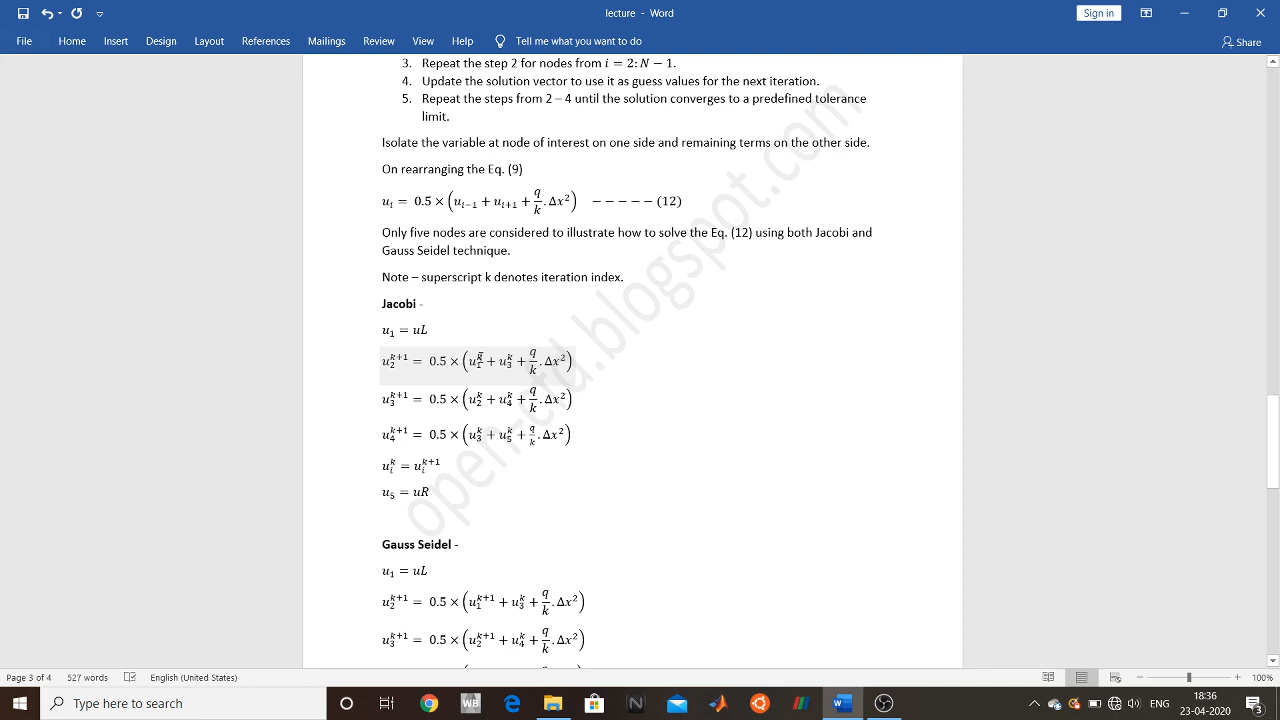 lecture - Word
Sign in
File Home Insert Design Layout References Mailings Review View Help Tell me what you want to do Share
3. Repeat the step 2 for nodes from i = 2: N − 1.
4. Update the solution vector to use it as guess values for the next iteration.
5. Repeat the steps from 2 – 4 until the solution converges to a predefined tolerance
limit.
Isolate the variable at node of interest on one side and remaining terms on the other side.
On rearranging the Eq. (9)
u_i = 0.5 × (u_{i−1} + u_{i+1} + q/k . Δx²) − − − − − (12)
Only five nodes are considered to illustrate how to solve the Eq. (12) using both Jacobi and
Gauss Seidel technique.
Note – superscript k denotes iteration index.
Jacobi -
u_1 = uL
u_2^{k+1} = 0.5 × (u_1^k + u_3^k + q/k . Δx²)
u_3^{k+1} = 0.5 × (u_2^k + u_4^k + q/k . Δx²)
u_4^{k+1} = 0.5 × (u_3^k + u_5^k + q/k . Δx²)
u_i^k = u_i^{k+1}
u_5 = uR
Gauss Seidel -
u_1 = uL
u_2^{k+1} = 0.5 × (u_1^{k+1} + u_3^k + q/k . Δx²)
u_3^{k+1} = 0.5 × (u_2^{k+1} + u_4^k + q/k . Δx²)
open-cfd.blogspot.com
Page 3 of 4 527 words English (United States) 100%
Type here to search
WB
ENG
18:36
23-04-2020
3